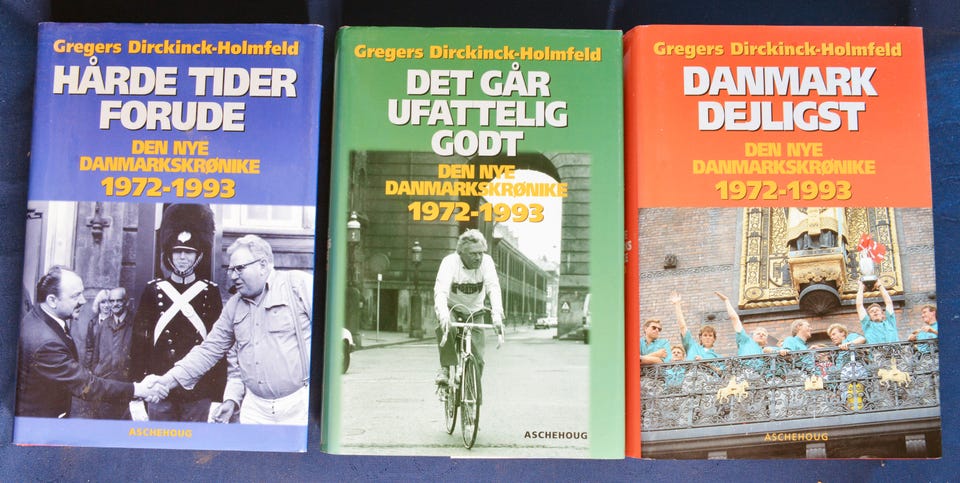 Gregers Dirckinck-Holmfeld
HÅRDE TIDER
FORUDE
DEN NYE
DANMARKSKRØNIKE
1972-1993
ASCHEHOUG
Gregers Dirckinck-Holmfeld
DET GÅR
UFATTELIG
GODT
DEN NYE
DANMARKSKRØNIKE
1972-1993
ASCHEHOUG
Gregers Dirckinck-Holmfeld
DANMARK
DEJLIGST
DEN NYE
DANMARKSKRØNIKE
1972-1993
ASCHEHOUG